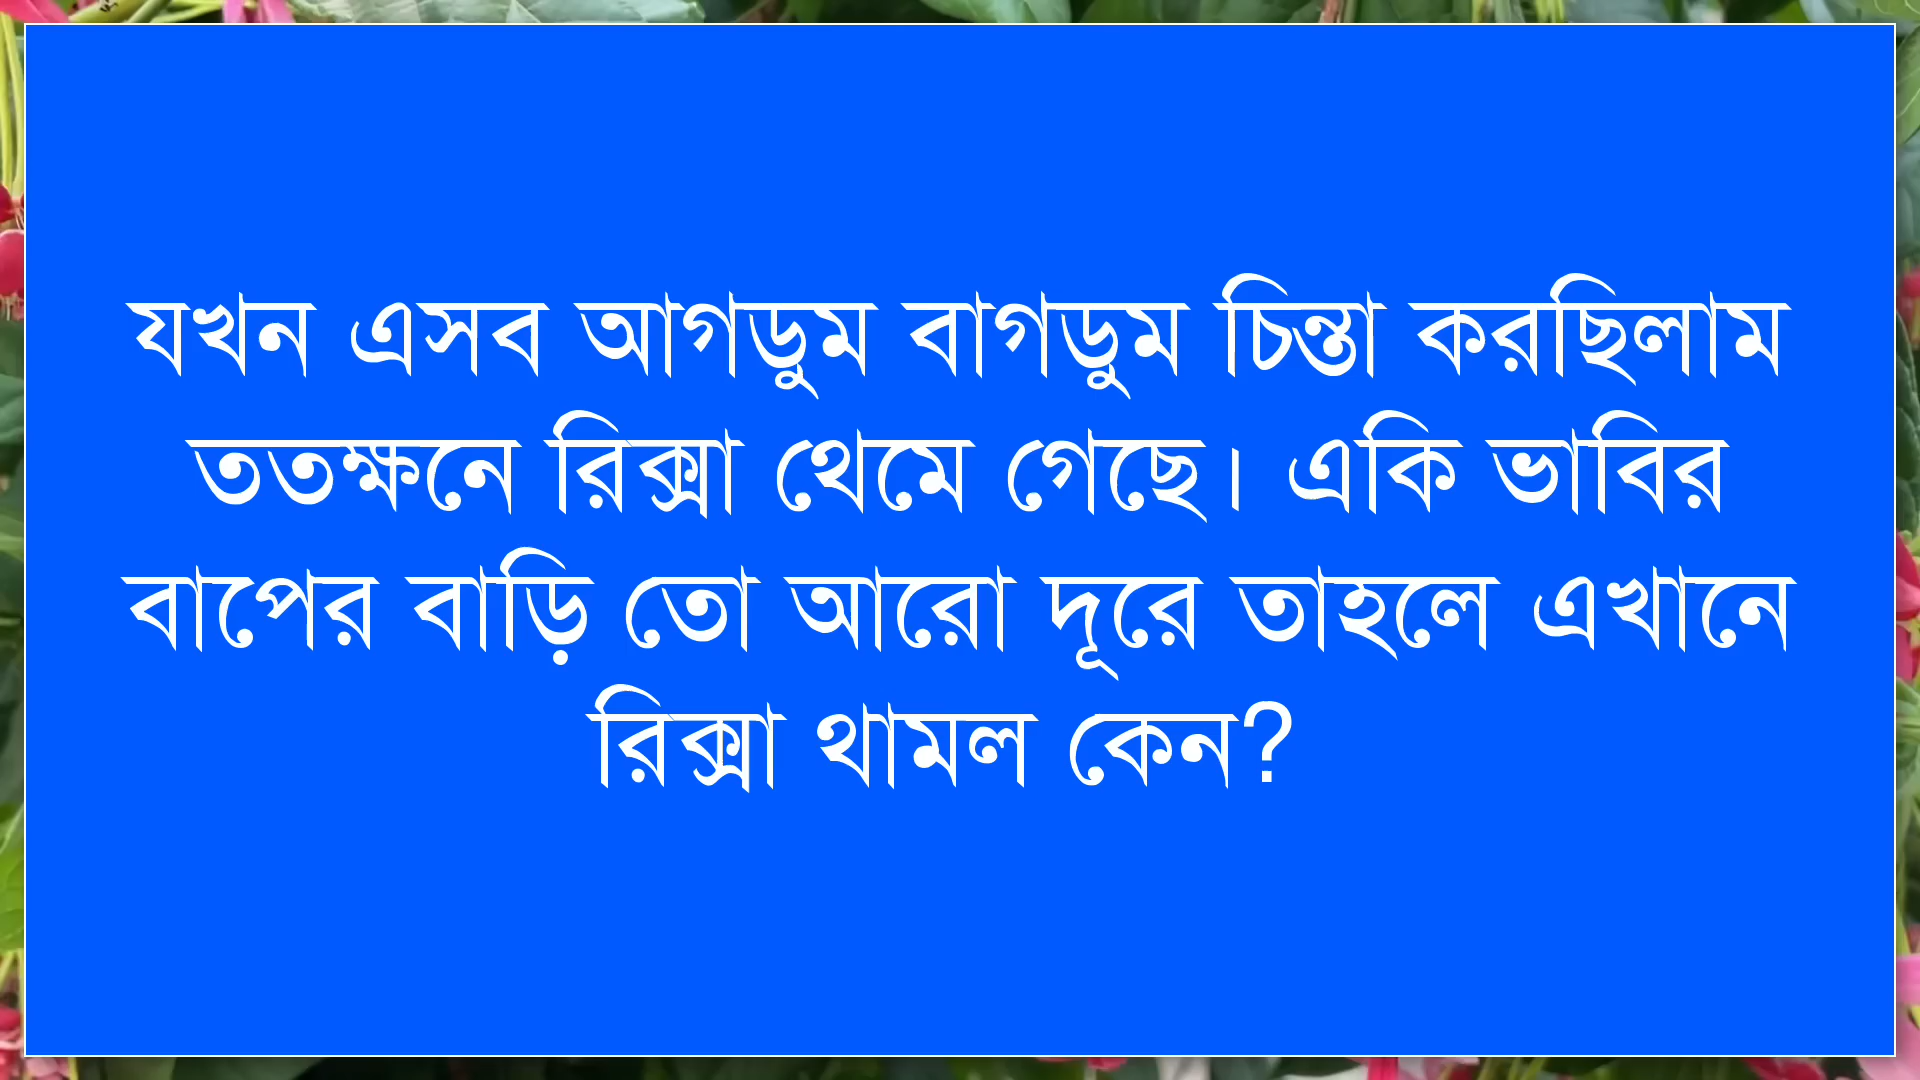 যখন এসব আগডুম বাগডুম চিন্তা করছিলাম
ততক্ষনে রিক্সা থেমে গেছে। একি ভাবির
বাপের বাড়ি তো আরো দূরে তাহলে এখানে
রিক্সা থামল কেন?